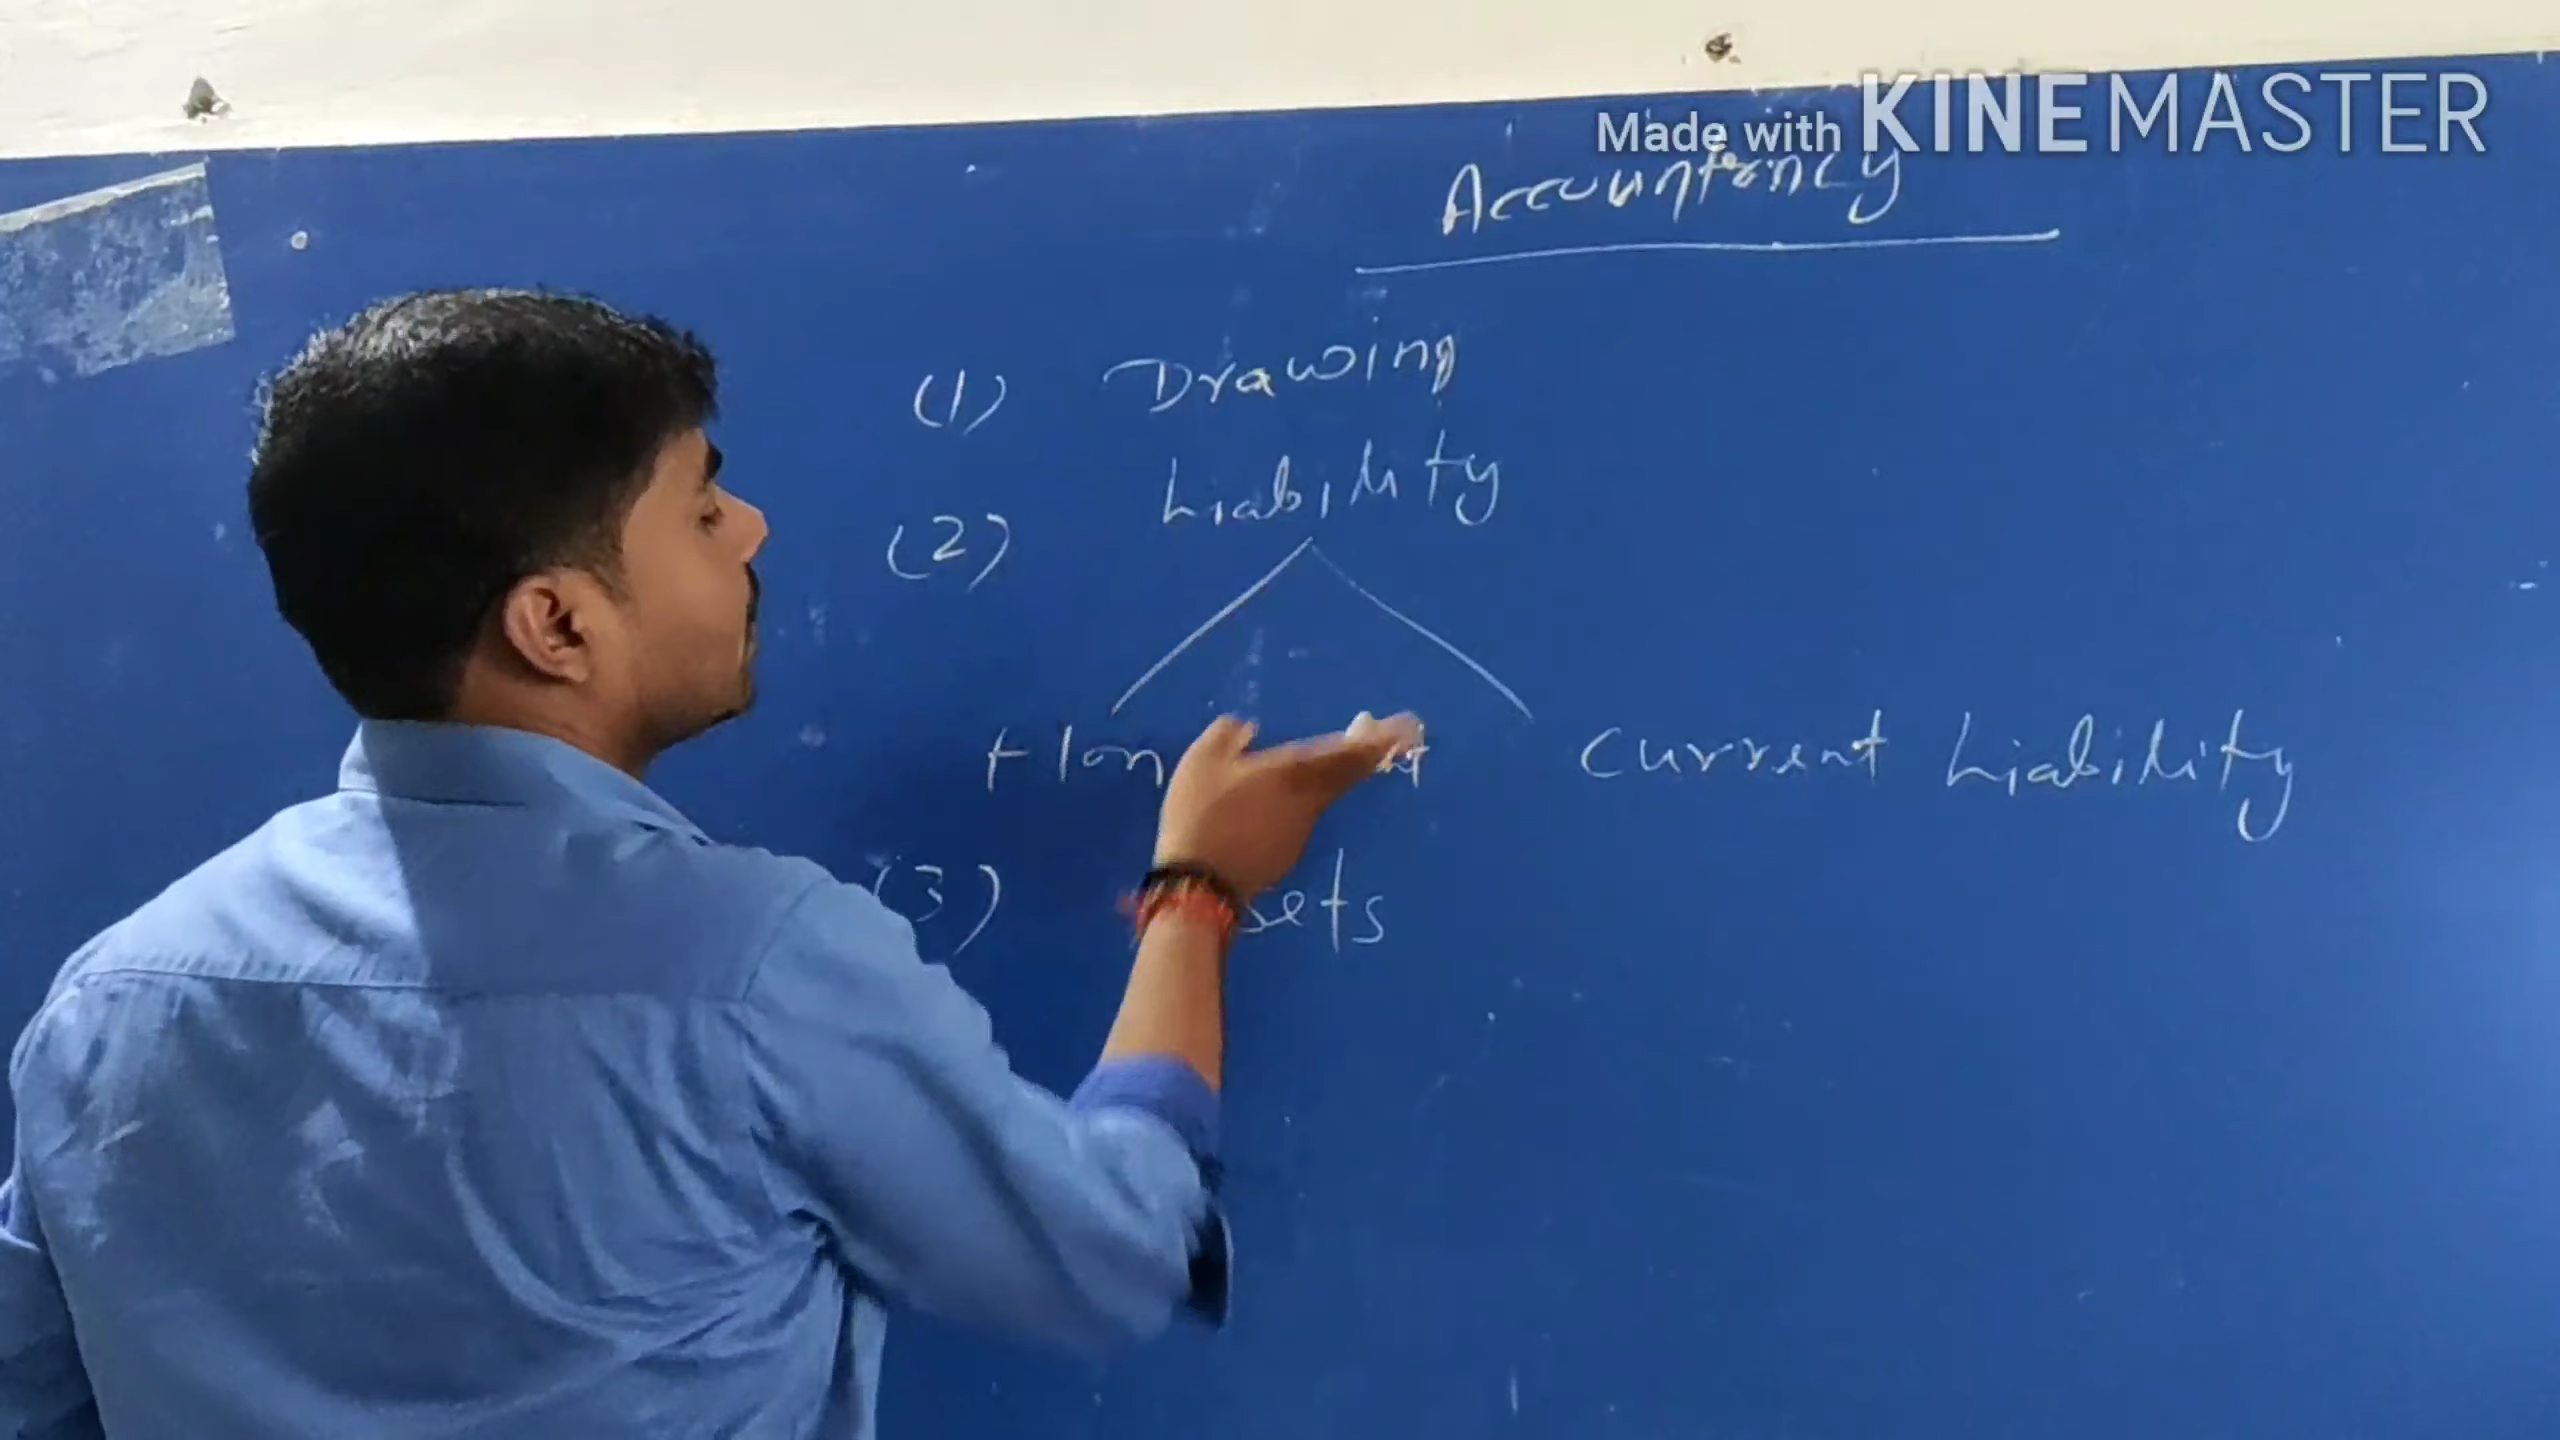 Made with KINEMASTER
Accountancy
(1) Drawing
(2) Liability
Current Liability
(3)